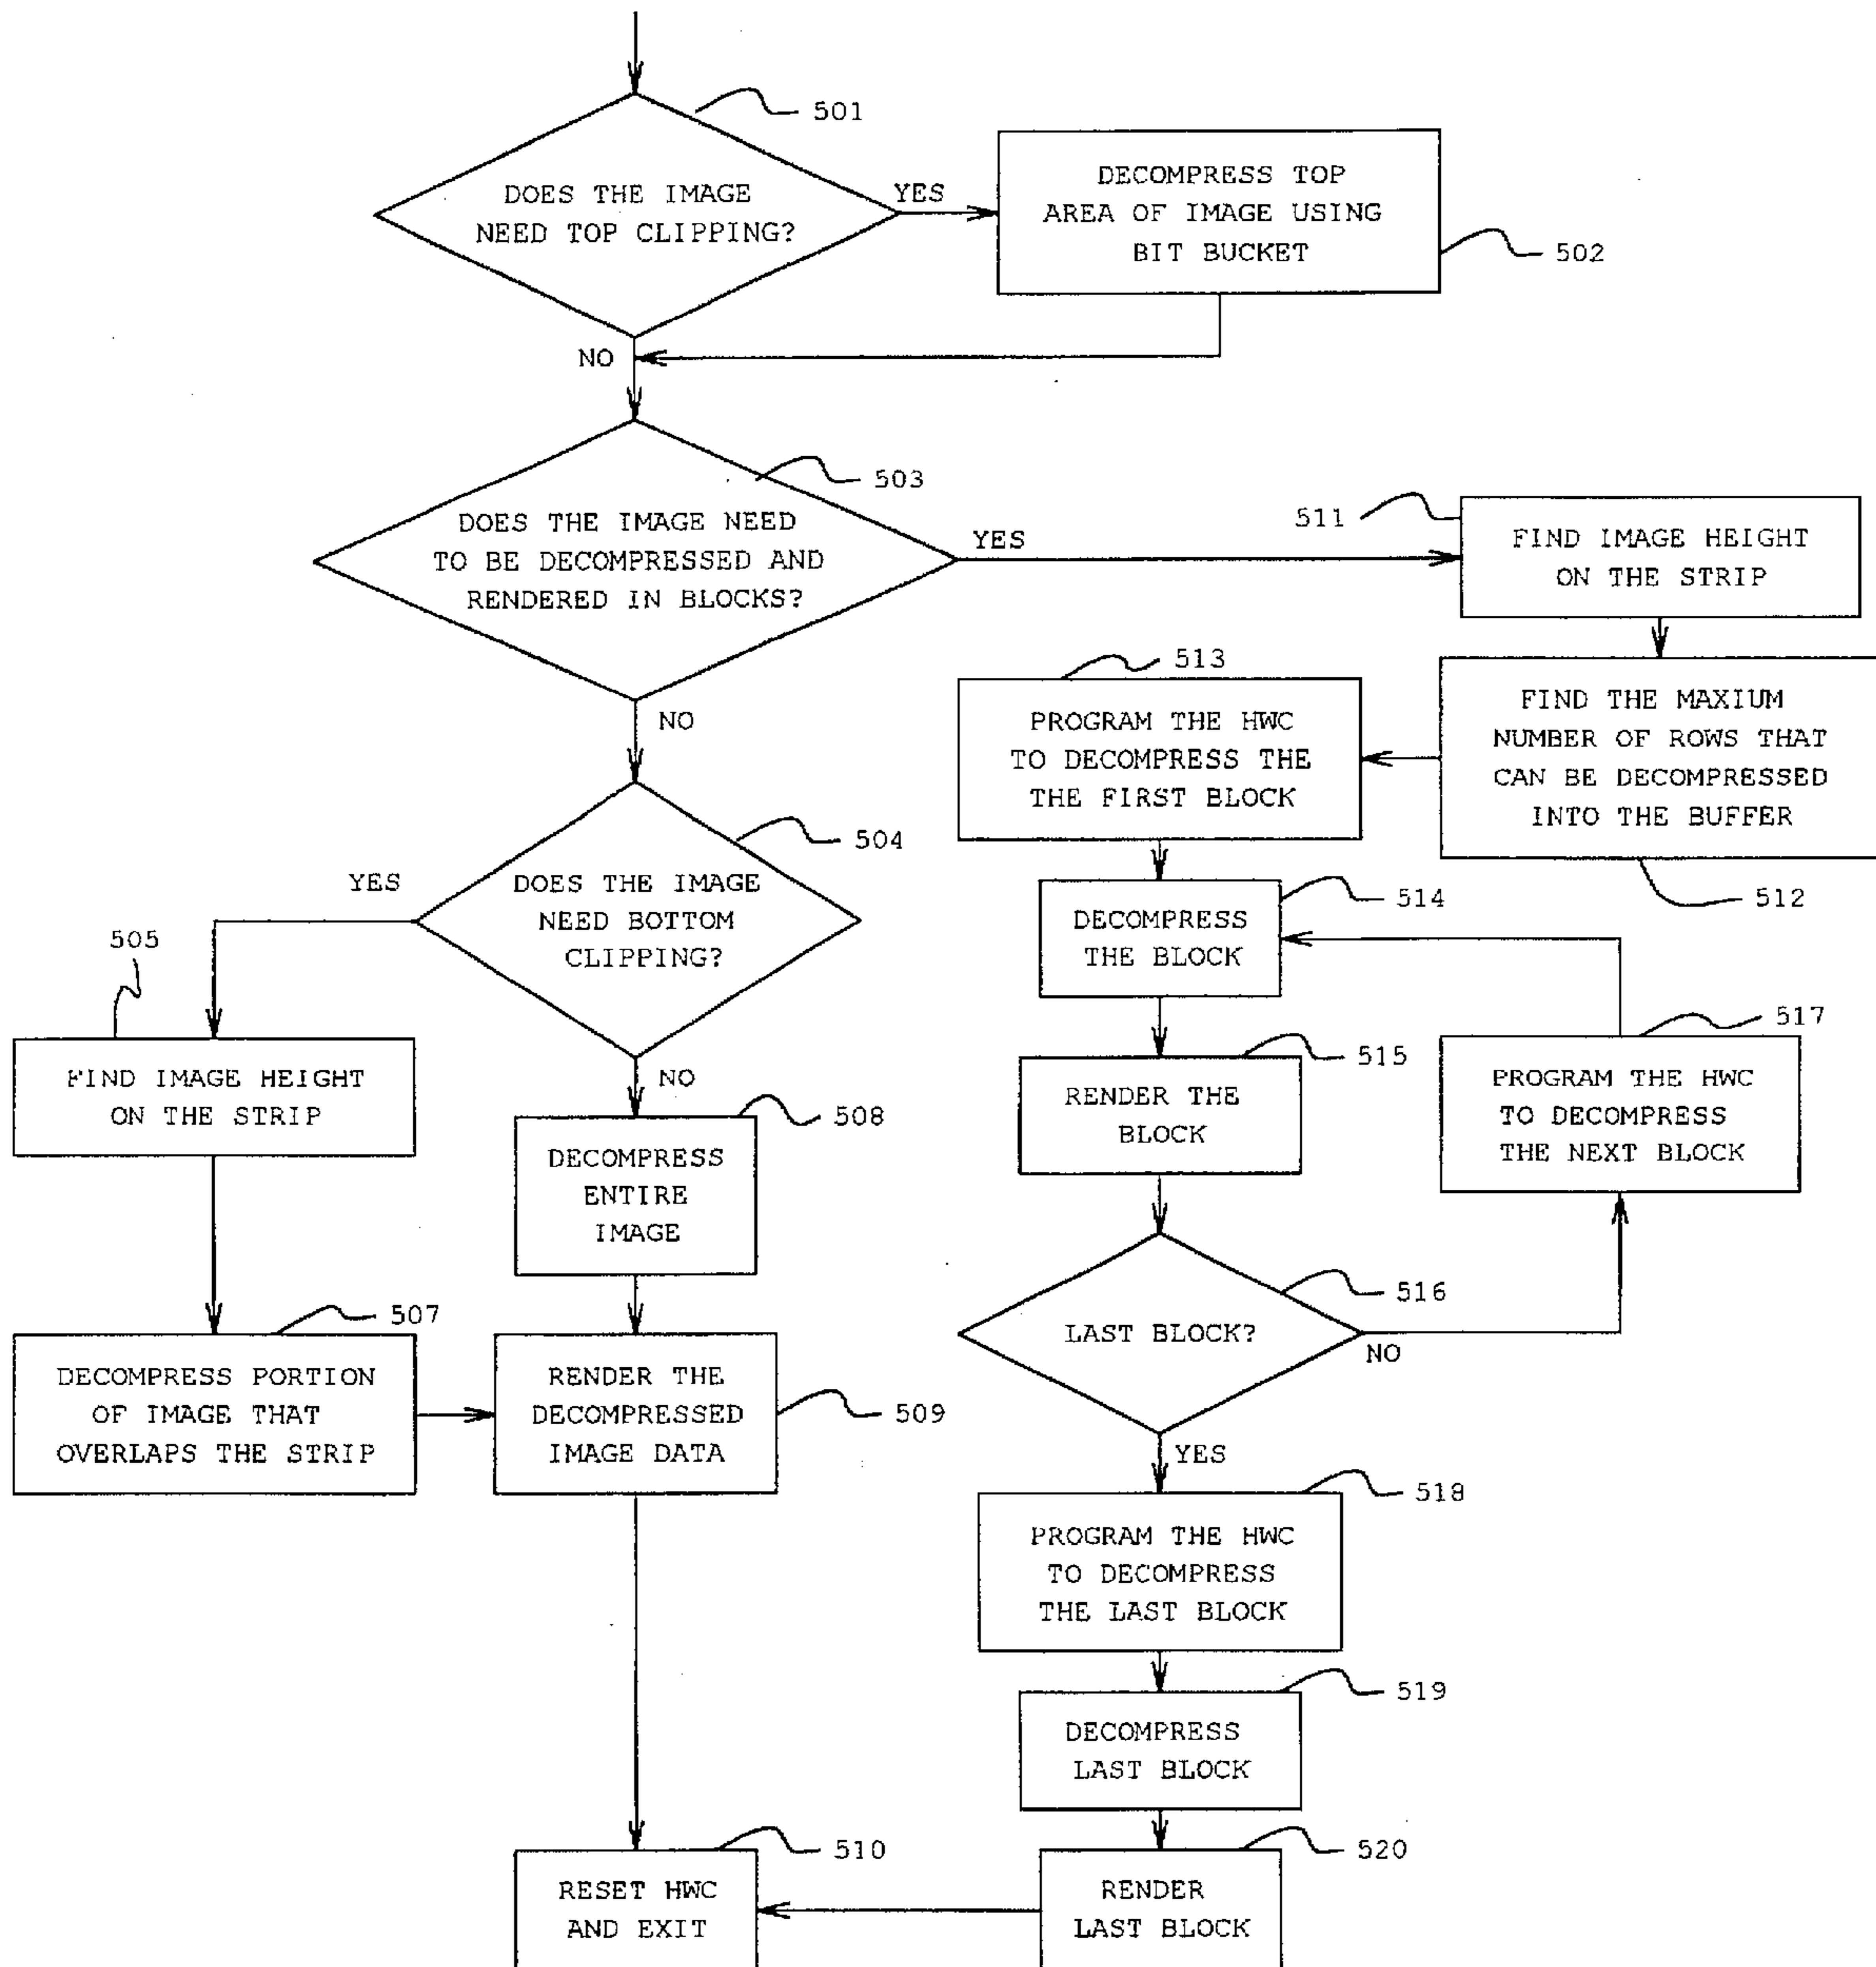 501
DOES THE IMAGE
NEED TOP CLIPPING?
YES
DECOMPRESS TOP
AREA OF IMAGE USING
BIT BUCKET
502
NO
503
DOES THE IMAGE NEED
TO BE DECOMPRESSED AND
RENDERED IN BLOCKS?
YES
511
FIND IMAGE HEIGHT
ON THE STRIP
NO
513
PROGRAM THE HWC
TO DECOMPRESS THE
THE FIRST BLOCK
FIND THE MAXIUM
NUMBER OF ROWS THAT
CAN BE DECOMPRESSED
INTO THE BUFFER
512
504
DOES THE IMAGE
NEED BOTTOM
CLIPPING?
YES
505
FIND IMAGE HEIGHT
ON THE STRIP
NO
508
DECOMPRESS
ENTIRE
IMAGE
514
DECOMPRESS
THE BLOCK
515
RENDER THE
BLOCK
517
PROGRAM THE HWC
TO DECOMPRESS
THE NEXT BLOCK
507
DECOMPRESS PORTION
OF IMAGE THAT
OVERLAPS THE STRIP
RENDER THE
DECOMPRESSED
IMAGE DATA
509
516
LAST BLOCK?
NO
YES
518
PROGRAM THE HWC
TO DECOMPRESS
THE LAST BLOCK
519
DECOMPRESS
LAST BLOCK
510
RESET HWC
AND EXIT
520
RENDER
LAST BLOCK